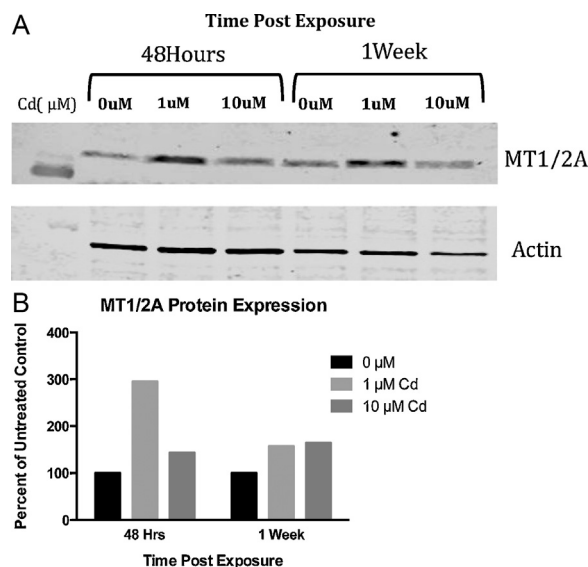 A
Time Post Exposure
48Hours 1Week
Cd( µM) 0uM 1uM 10uM 0uM 1uM 10uM
MT1/2A
Actin
B
MT1/2A Protein Expression
Percent of Untreated Control
400
300
200
100
0
0 µM
1 µM Cd
10 µM Cd
48 Hrs 1 Week
Time Post Exposure